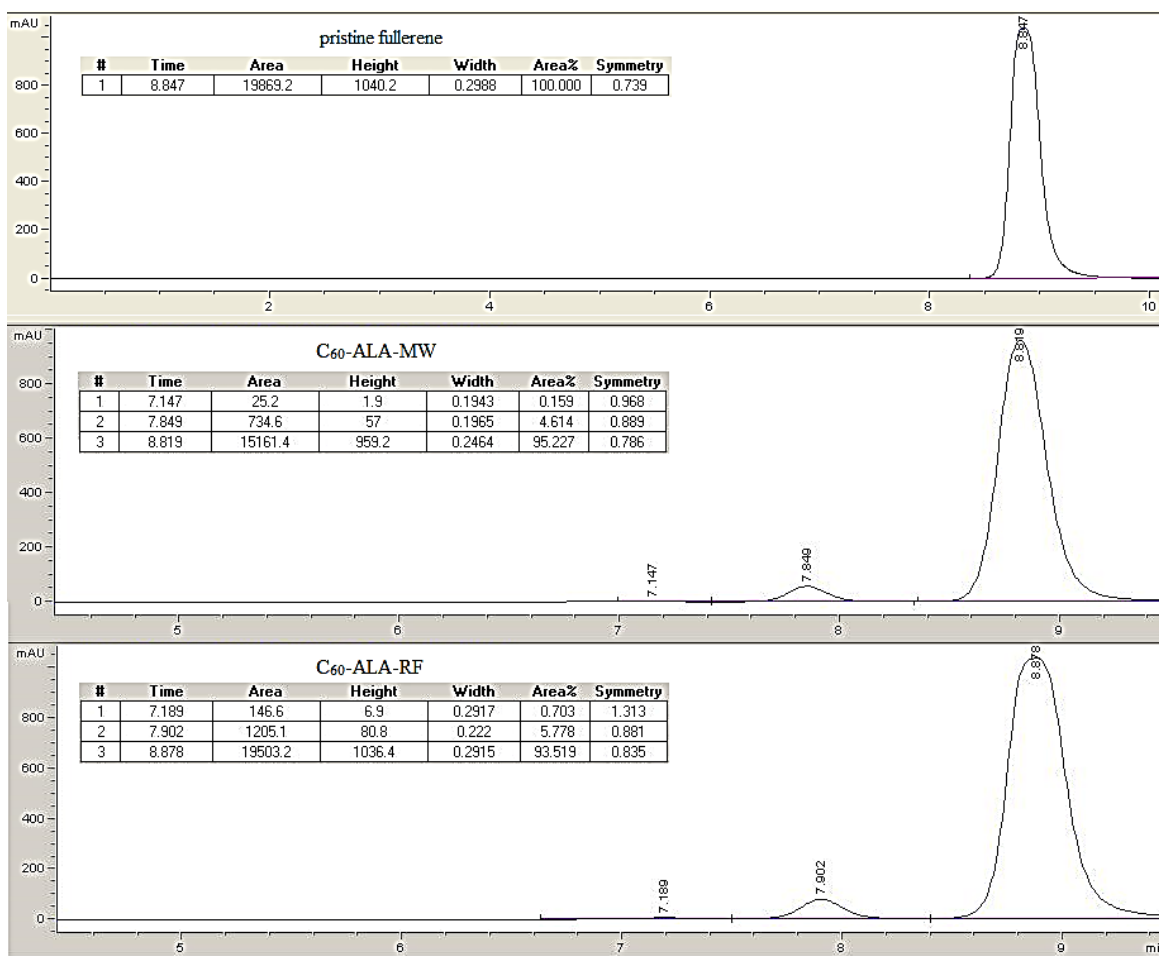 mAU
pristine fullerene
# Time Area Height Width Area% Symmetry
1 8.847 19869.2 1040.2 0.2988 100.000 0.739
8.847
800
600
400
200
0
2 4 6 8 10
mAU
C₆₀-ALA-MW
# Time Area Height Width Area% Symmetry
1 7.147 25.2 1.9 0.1943 0.159 0.968
2 7.849 734.6 57 0.1965 4.614 0.889
3 8.819 15161.4 959.2 0.2464 95.227 0.786
8.819
800
600
400
200
7.147
7.849
0
5 6 7 8 9
mAU
C₆₀-ALA-RF
# Time Area Height Width Area% Symmetry
1 7.189 146.6 6.9 0.2917 0.703 1.313
2 7.902 1205.1 80.8 0.222 5.778 0.881
3 8.878 19503.2 1036.4 0.2915 93.519 0.835
8.878
800
600
400
200
7.189
7.902
0
5 6 7 8 9 mi